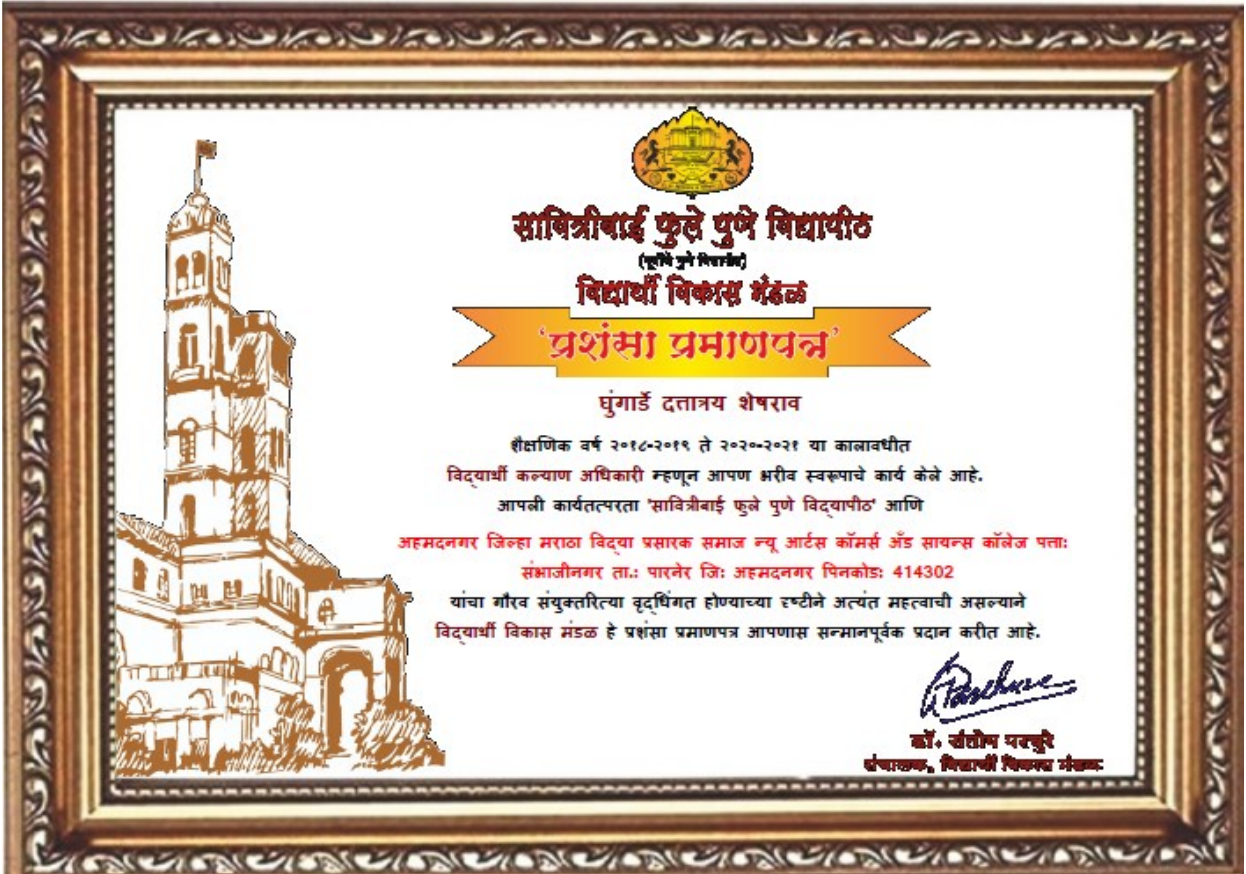 सावित्रीबाई फुले पुणे विद्यापीठ
(पूर्वीचे पुणे विद्यापीठ)
विद्यार्थी विकास मंडळ
'प्रशंसा प्रमाणपत्र'
घुंगार्डे दत्तात्रय शेषराव
शैक्षणिक वर्ष २०१८-२०१९ ते २०२०-२०२१ या कालावधीत
विद्यार्थी कल्याण अधिकारी म्हणून आपण भरीव स्वरूपाचे कार्य केले आहे.
आपली कार्यतत्परता 'सावित्रीबाई फुले पुणे विद्यापीठ' आणि
अहमदनगर जिल्हा मराठा विद्या प्रसारक समाज न्यू आर्टस कॉमर्स अँड सायन्स कॉलेज पत्ता:
संभाजीनगर ता.: पारनेर जि: अहमदनगर पिनकोड: 414302
यांचा गौरव संयुक्तरित्या वृद्धिंगत होण्याच्या दृष्टीने अत्यंत महत्वाची असल्याने
विद्यार्थी विकास मंडळ हे प्रशंसा प्रमाणपत्र आपणास सन्मानपूर्वक प्रदान करीत आहे.
डॉ. संतोष परचुरे
संचालक, विद्यार्थी विकास मंडळ